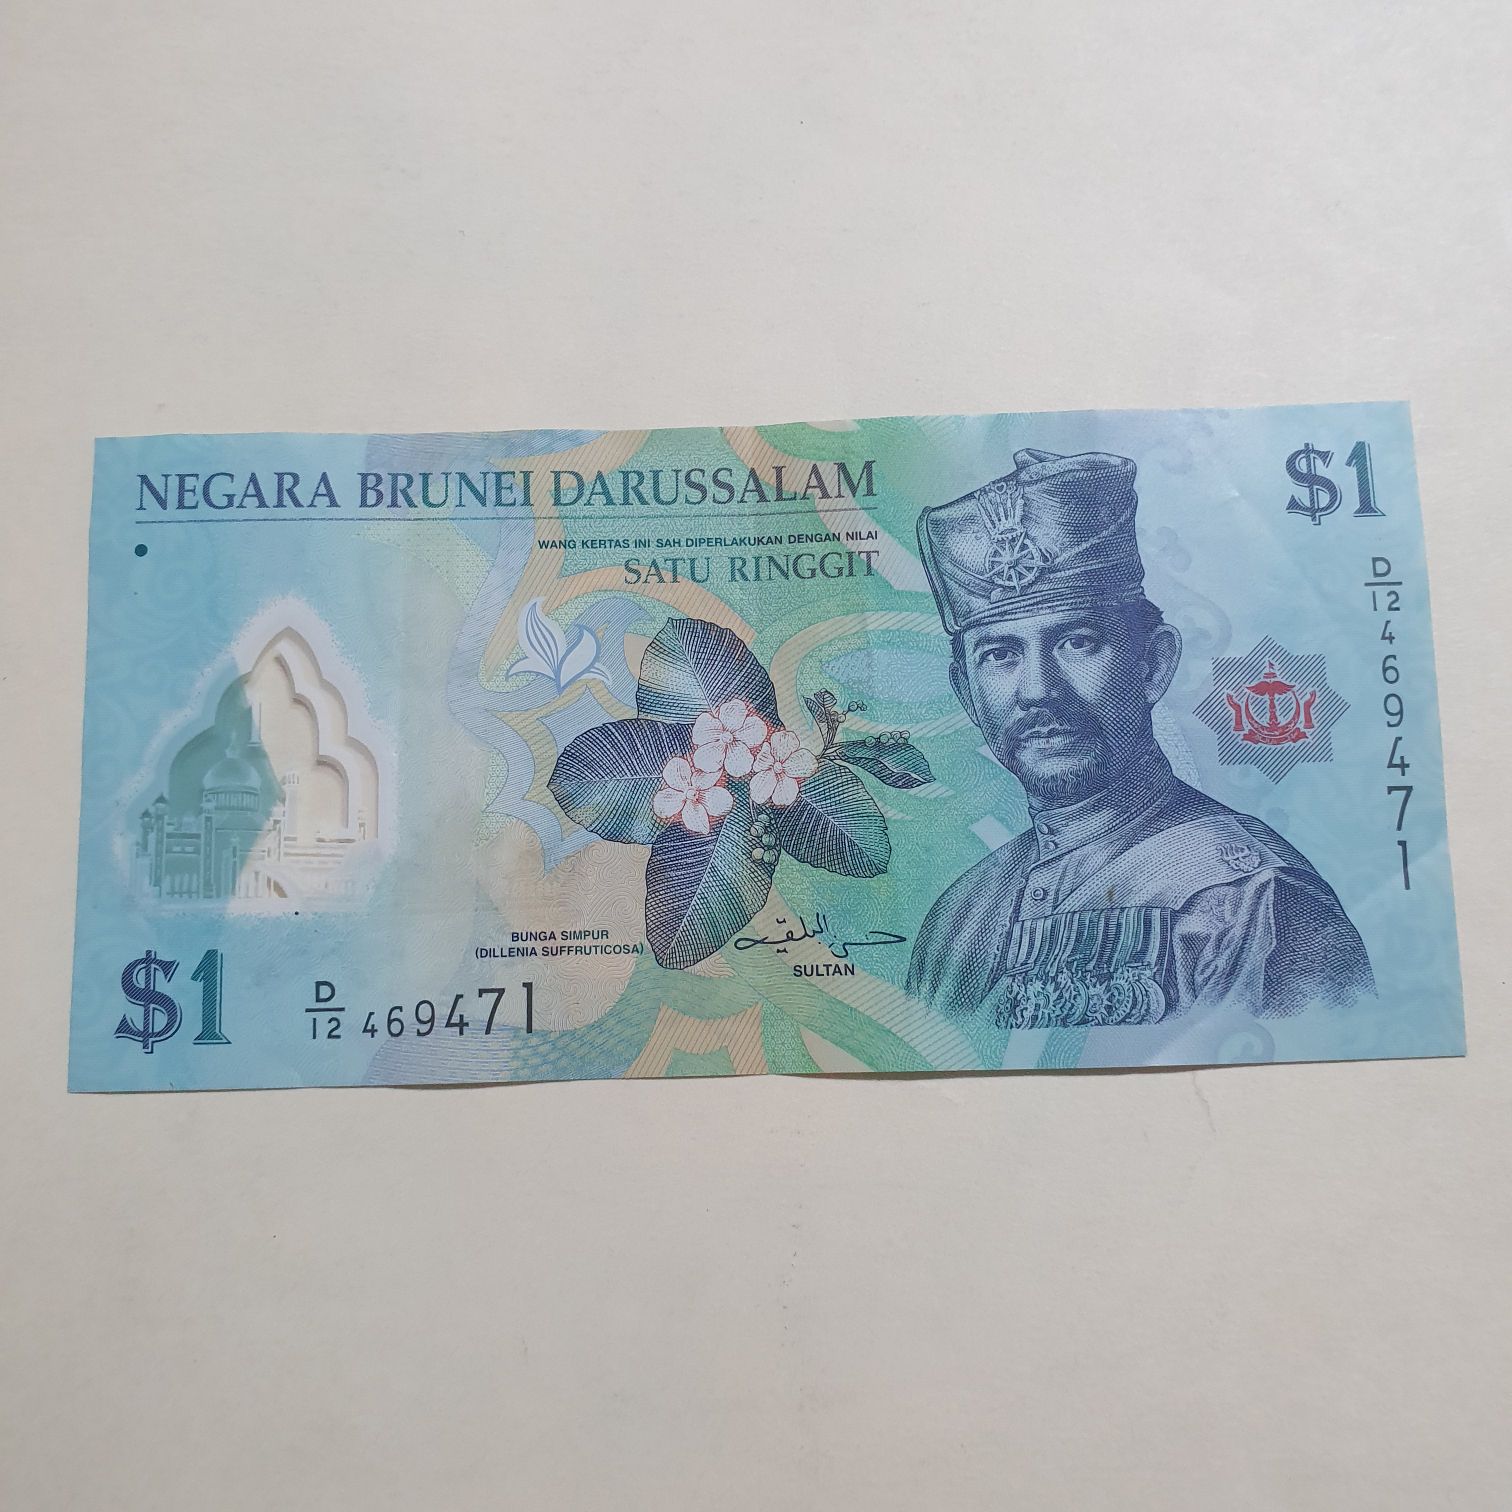 NEGARA BRUNEI DARUSSALAM
$1
WANG KERTAS INI SAH DIPERLAKUKAN DENGAN NILAI
SATU RINGGIT
D/12 469471
BUNGA SIMPUR
(DILLENIA SUFFRUTICOSA)
SULTAN
$1
D/12 469471